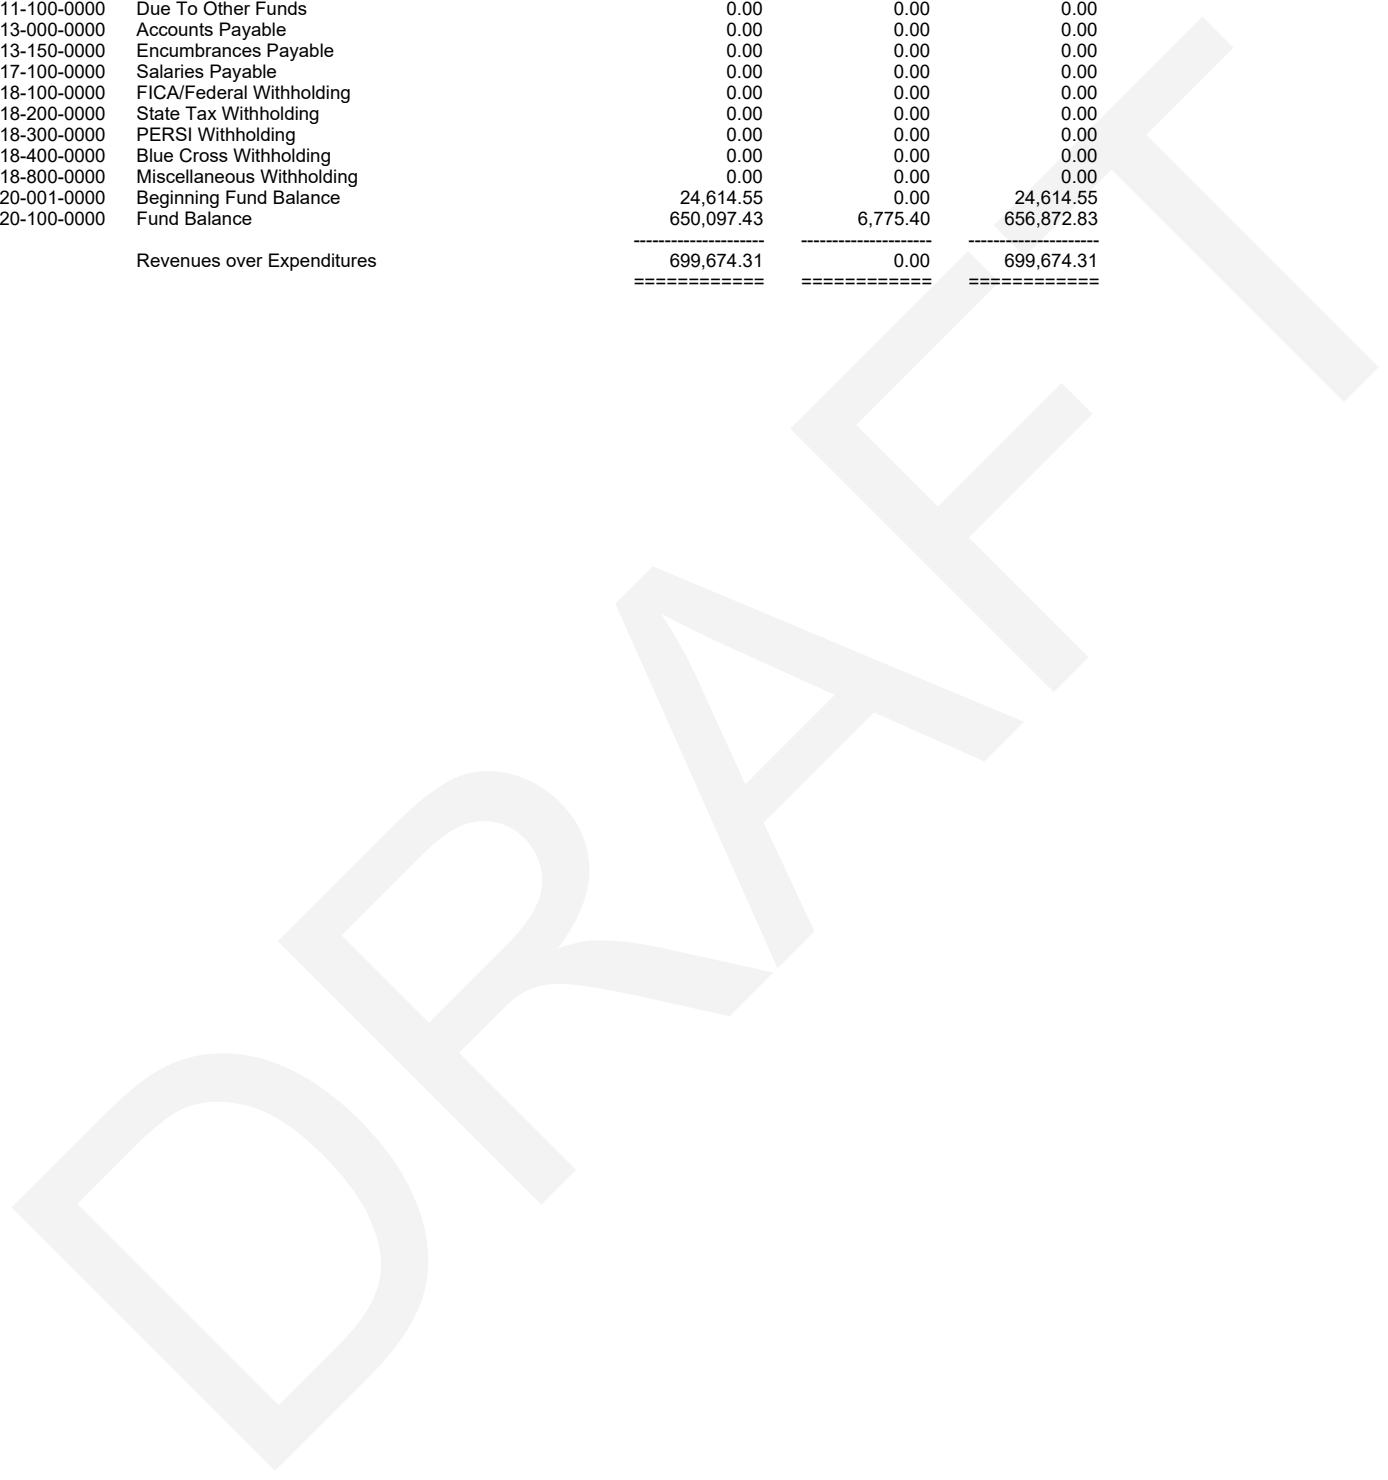 11-100-0000 Due To Other Funds 0.00 0.00 0.00
13-000-0000 Accounts Payable 0.00 0.00 0.00
13-150-0000 Encumbrances Payable 0.00 0.00 0.00
17-100-0000 Salaries Payable 0.00 0.00 0.00
18-100-0000 FICA/Federal Withholding 0.00 0.00 0.00
18-200-0000 State Tax Withholding 0.00 0.00 0.00
18-300-0000 PERSI Withholding 0.00 0.00 0.00
18-400-0000 Blue Cross Withholding 0.00 0.00 0.00
18-800-0000 Miscellaneous Withholding 0.00 0.00 0.00
20-001-0000 Beginning Fund Balance 24,614.55 0.00 24,614.55
20-100-0000 Fund Balance 650,097.43 6,775.40 656,872.83
--------------------- --------------------- ---------------------
Revenues over Expenditures 699,674.31 0.00 699,674.31
============ ============ ============
DRAFT